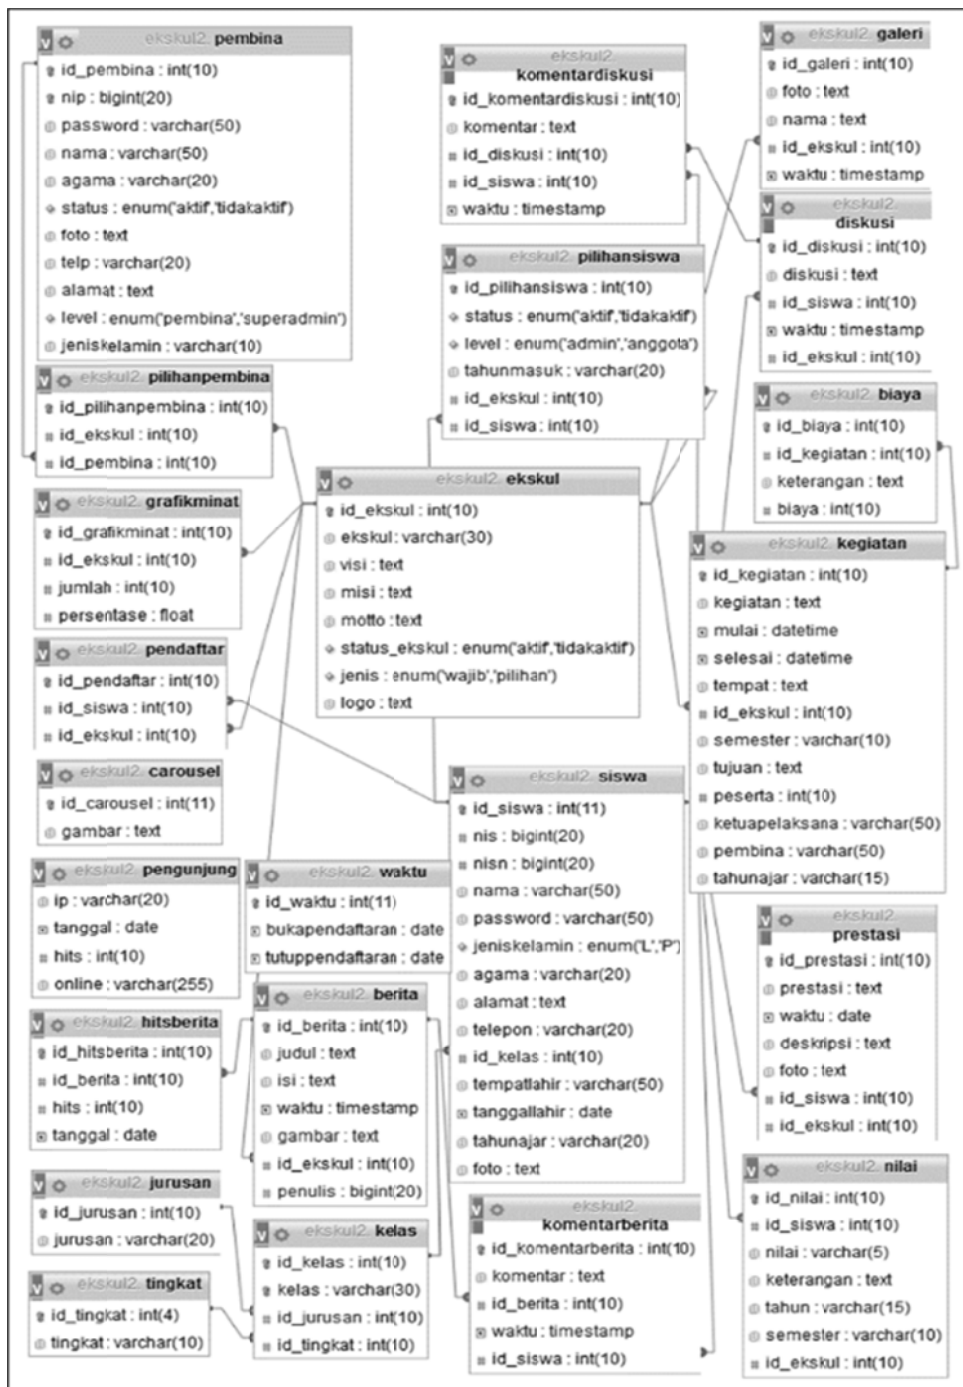 ekskul2. pembina
id_pembina : int(10)
nip : bigint(20)
password : varchar(50)
nama : varchar(50)
agama : varchar(20)
status : enum('aktif','tidakaktif')
foto : text
telp : varchar(20)
alamat : text
level : enum('pembina','superadmin')
jeniskelamin : varchar(10)
ekskul2. pilihanpembina
id_pilihanpembina : int(10)
id_ekskul : int(10)
id_pembina : int(10)
ekskul2. grafikminat
id_grafikminat : int(10)
id_ekskul : int(10)
jumlah : int(10)
persentase : float
ekskul2. pendaftar
id_pendaftar : int(10)
id_siswa : int(10)
id_ekskul : int(10)
ekskul2. carousel
id_carousel : int(11)
gambar : text
ekskul2. pengunjung
ip : varchar(20)
tanggal : date
hits : int(10)
online : varchar(255)
ekskul2. hitsberita
id_hitsberita : int(10)
id_berita : int(10)
hits : int(10)
tanggal : date
ekskul2. jurusan
id_jurusan : int(10)
jurusan : varchar(20)
ekskul2. tingkat
id_tingkat : int(4)
tingkat : varchar(10)
ekskul2. waktu
id_waktu : int(11)
bukapendaftaran : date
tutuppendaftaran : date
ekskul2. berita
id_berita : int(10)
judul : text
isi : text
waktu : timestamp
gambar : text
id_ekskul : int(10)
penulis : bigint(20)
ekskul2. kelas
id_kelas : int(10)
kelas : varchar(30)
id_jurusan : int(10)
id_tingkat : int(10)
ekskul2.
komentardiskusi
id_komentardiskusi : int(10)
komentar : text
id_diskusi : int(10)
id_siswa : int(10)
waktu : timestamp
ekskul2. pilihansiswa
id_pilihansiswa : int(10)
status : enum('aktif','tidakaktif')
level : enum('admin','anggota')
tahunmasuk : varchar(20)
id_ekskul : int(10)
id_siswa : int(10)
ekskul2. ekskul
id_ekskul : int(10)
ekskul : varchar(30)
visi : text
misi : text
motto : text
status_ekskul : enum('aktif','tidakaktif')
jenis : enum('wajib','pilihan')
logo : text
ekskul2. siswa
id_siswa : int(11)
nis : bigint(20)
nisn : bigint(20)
nama : varchar(50)
password : varchar(50)
jeniskelamin : enum('L','P')
agama : varchar(20)
alamat : text
telepon : varchar(20)
id_kelas : int(10)
tempatlahir : varchar(50)
tanggallahir : date
tahunajar : varchar(20)
foto : text
ekskul2.
komentarberita
id_komentarberita : int(10)
komentar : text
id_berita : int(10)
waktu : timestamp
id_siswa : int(10)
ekskul2. galeri
id_galeri : int(10)
foto : text
nama : text
id_ekskul : int(10)
waktu : timestamp
ekskul2.
diskusi
id_diskusi : int(10)
diskusi : text
id_siswa : int(10)
waktu : timestamp
id_ekskul : int(10)
ekskul2. biaya
id_biaya : int(10)
id_kegiatan : int(10)
keterangan : text
biaya : int(10)
ekskul2. kegiatan
id_kegiatan : int(10)
kegiatan : text
mulai : datetime
selesai : datetime
tempat : text
id_ekskul : int(10)
semester : varchar(10)
tujuan : text
peserta : int(10)
ketuapelaksana : varchar(50)
pembina : varchar(50)
tahunajar : varchar(15)
ekskul2.
prestasi
id_prestasi : int(10)
prestasi : text
waktu : date
deskripsi : text
foto : text
id_siswa : int(10)
id_ekskul : int(10)
ekskul2. nilai
id_nilai : int(10)
id_siswa : int(10)
nilai : varchar(5)
keterangan : text
tahun : varchar(15)
semester : varchar(10)
id_ekskul : int(10)